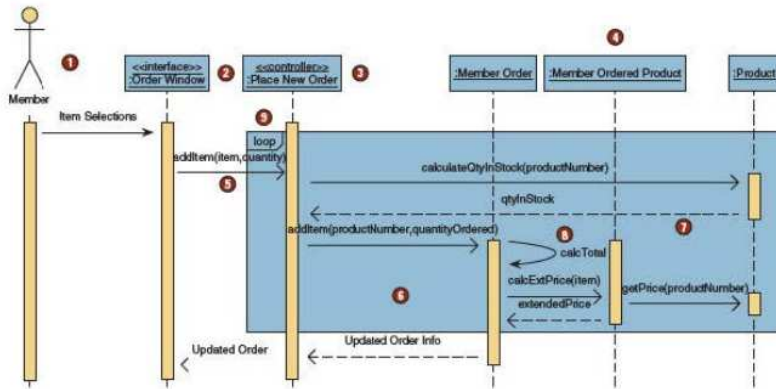 4
1
<<interface>>
:Order Window
2
<<controller>>
:Place New Order
3
:Member Order
:Member Ordered Product
:Product
Member
Item Selections
9
loop
addItem(item,quantity)
5
calculateQtyInStock(productNumber)
qtyInStock
addItem(productNumber,quantityOrdered)
8
7
calcTotal
calcExtPrice(item)
6
getPrice(productNumber)
extendedPrice
Updated Order
Updated Order Info